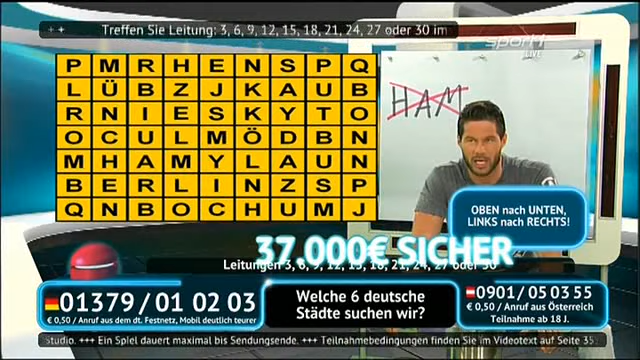 ++ Treffen Sie Leitung: 3, 6, 9, 12, 15, 18, 21, 24, 27 oder 30 im
sport1
LIVE
P M R H E N S P Q
L Ü B Z J K A U B
R N I E S K Y T O
O C U L M Ö D B N
M H A M Y L A U N
B E R L I N Z S P
Q N B O C H U M J
HAM
OBEN nach UNTEN,
LINKS nach RECHTS!
37.000€ SICHER
Leitungen 3, 6, 9, 12, 15, 18, 21, 24, 27 oder 30
01379/01 02 03
€ 0,50 / Anruf aus dem dt. Festnetz, Mobil deutlich teurer
Welche 6 deutsche
Städte suchen wir?
0901/05 03 55
€ 0,50 / Anruf aus Österreich
Teilnahme ab 18 J.
Studio. +++ Ein Spiel dauert maximal bis Sendungsende. +++ Teilnahmebedingungen finden Sie im Videotext auf Seite 35